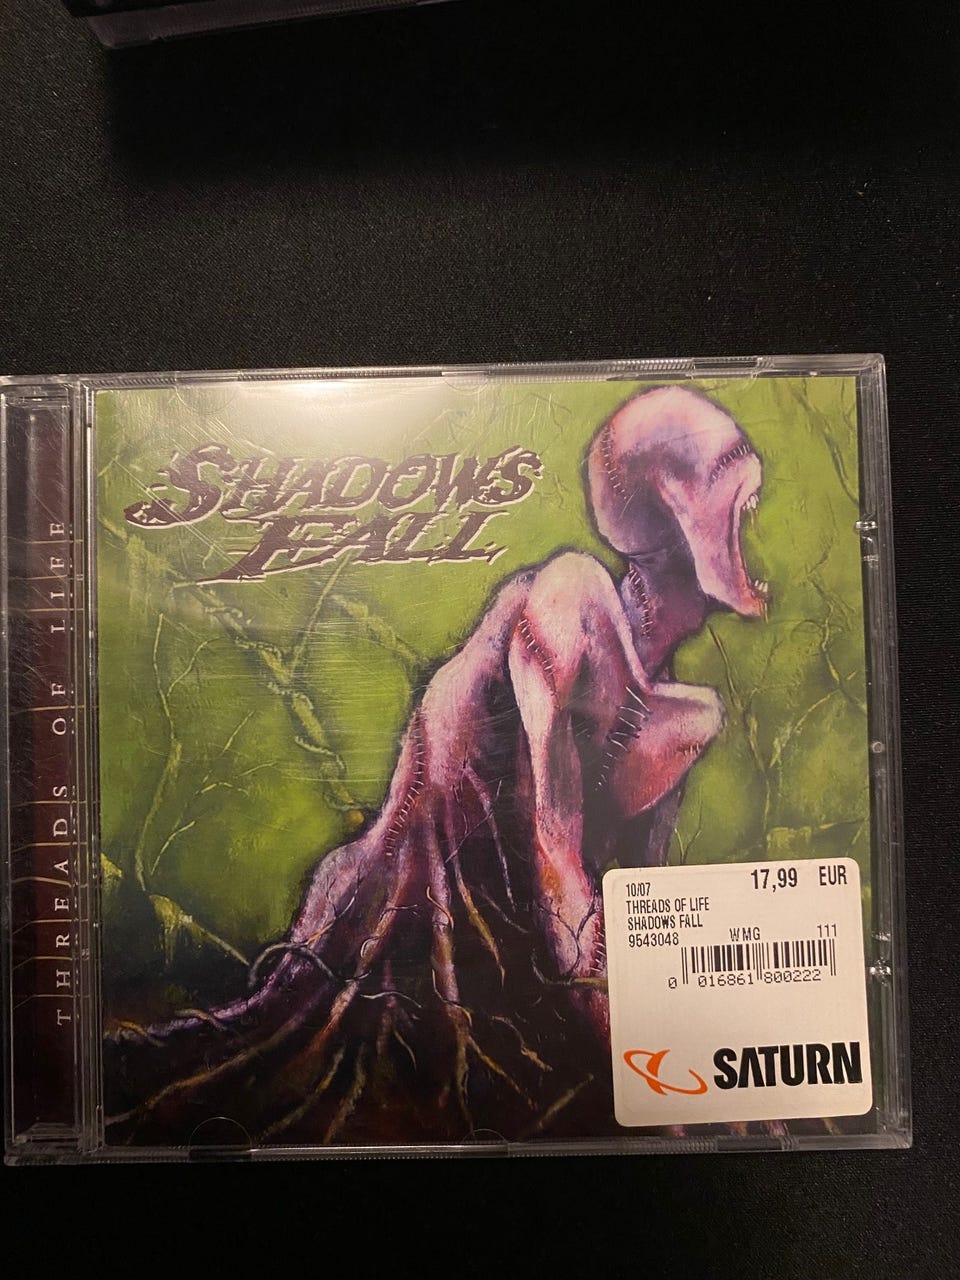 SHADOWS
FALL
THREADS OF LIFE
10/07 17,99 EUR
THREADS OF LIFE
SHADOWS FALL
9543048 WMG 111
0 016861 800222
SATURN